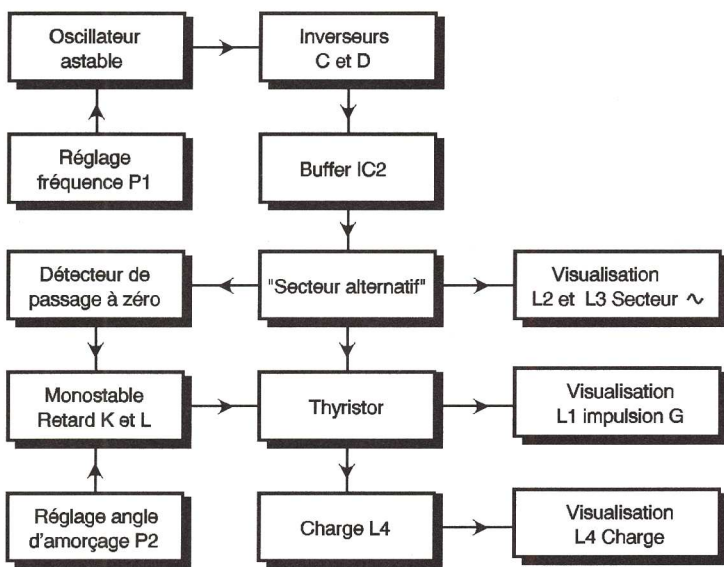 Oscillateur
astable
Inverseurs
C et D
Réglage
fréquence P1
Buffer IC2
Détecteur de
passage à zéro
"Secteur alternatif"
Visualisation
L2 et L3 Secteur ∿
Monostable
Retard K et L
Thyristor
Visualisation
L1 impulsion G
Réglage angle
d'amorçage P2
Charge L4
Visualisation
L4 Charge